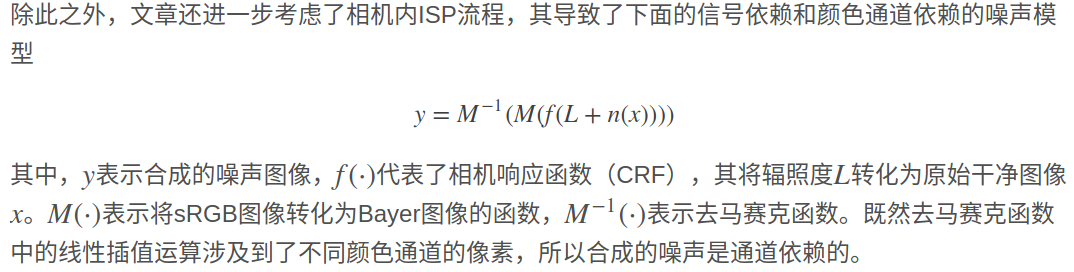 除此之外，文章还进一步考虑了相机内ISP流程，其导致了下面的信号依赖和颜色通道依赖的噪声模
型
y = M⁻¹(M(f(L + n(x))))
其中，y表示合成的噪声图像，f(·)代表了相机响应函数（CRF），其将辐照度L转化为原始干净图像
x。M(·)表示将sRGB图像转化为Bayer图像的函数，M⁻¹(·)表示去马赛克函数。既然去马赛克函数
中的线性插值运算涉及到了不同颜色通道的像素，所以合成的噪声是通道依赖的。